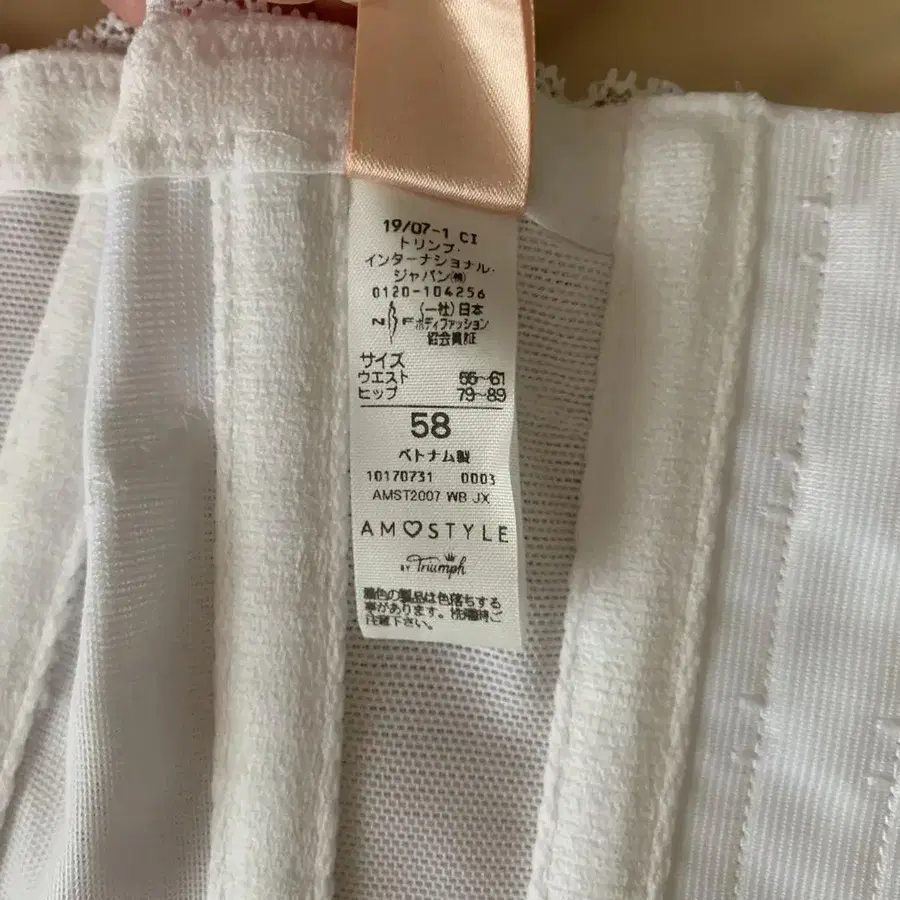 19/07-1 CI
トリンプ・
インターナショナル・
ジャパン㈱
0120-104256
(一社)日本
NBF ボディファッション
協会員証
サイズ
ウエスト 55~61
ヒップ 79~89
58
ベトナム製
10170731 0003
AMST2007 WB JX
AM♡STYLE
BY Triumph
濃色の製品は色落ちする
事があります。洗濯時ご
注意下さい。